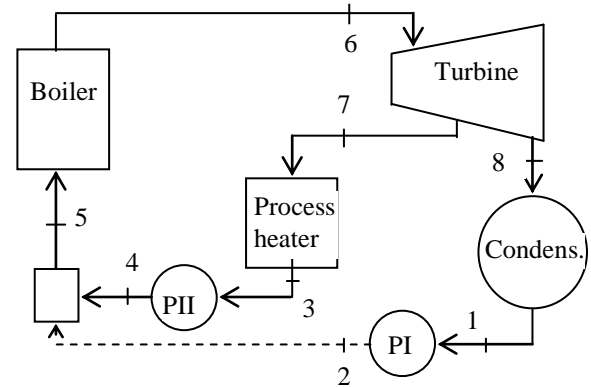 6
Turbine
Boiler
7
8
Process
heater
Condens.
5
4
PII
3
1
PI
2